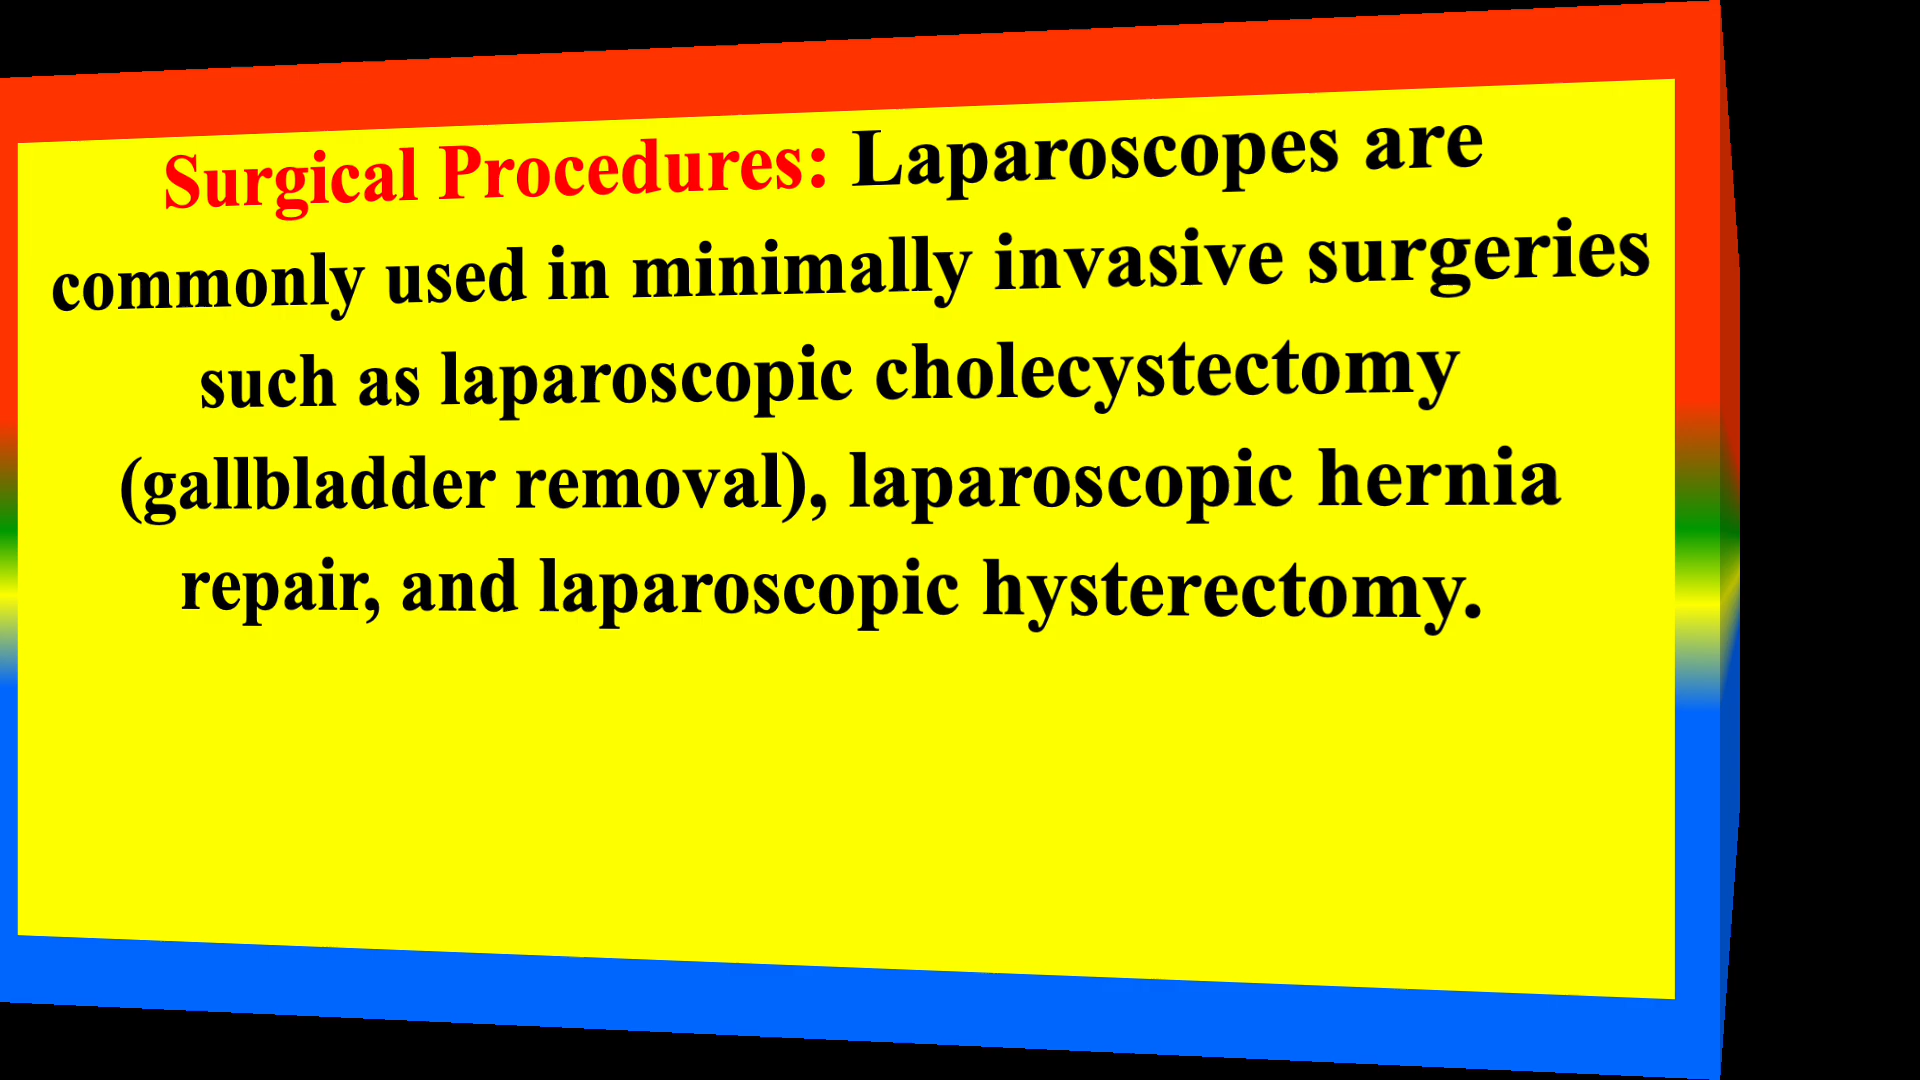 Surgical Procedures: Laparoscopes are
commonly used in minimally invasive surgeries
such as laparoscopic cholecystectomy
(gallbladder removal), laparoscopic hernia
repair, and laparoscopic hysterectomy.